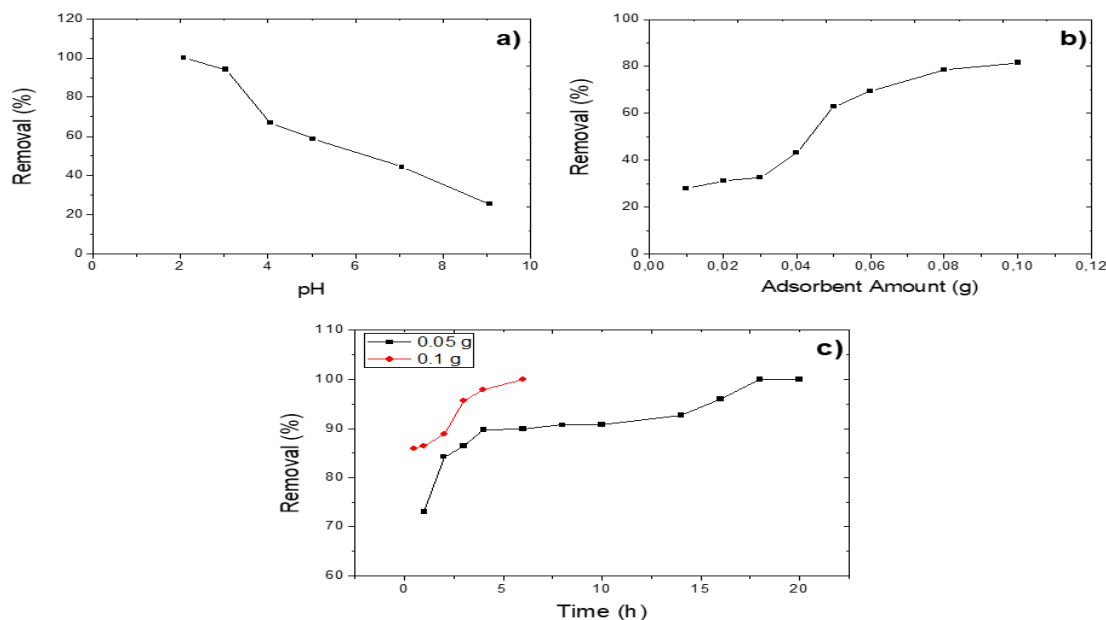 a)
Removal (%)
120
100
80
60
40
20
0
0 2 4 6 8 10
pH
b)
Removal (%)
100
80
60
40
20
0
0,00 0,02 0,04 0,06 0,08 0,10 0,12
Adsorbent Amount (g)
c)
0.05 g
0.1 g
Removal (%)
110
100
90
80
70
60
0 5 10 15 20
Time (h)